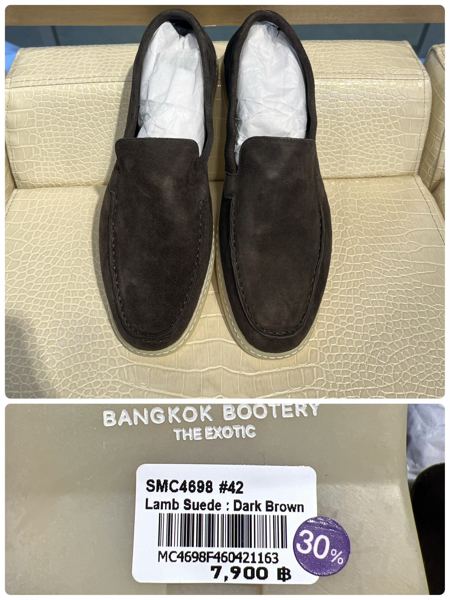 BANGKOK BOOTERY
THE EXOTIC
SMC4698 #42
Lamb Suede : Dark Brown
30%
MC4698F460421163
7,900 ฿